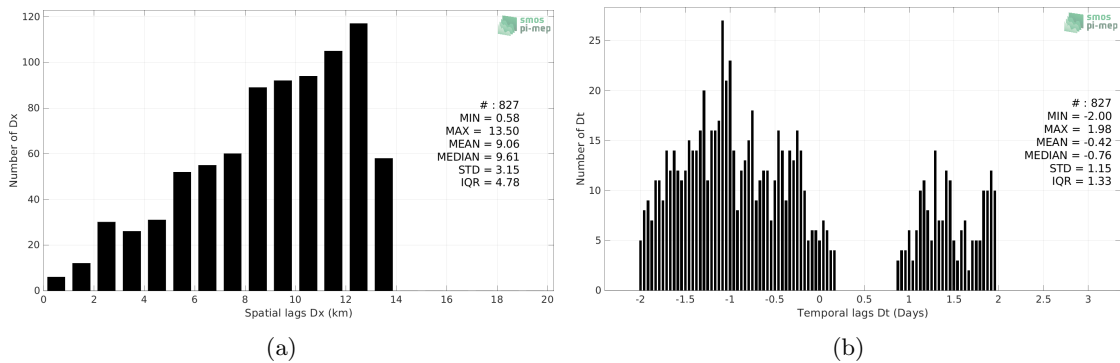 120
100
80
60
40
20
0
Number of Dx
0 2 4 6 8 10 12 14 16 18 20
Spatial lags Dx (km)
smos
pi-mep
# : 827
MIN = 0.58
MAX = 13.50
MEAN = 9.06
MEDIAN = 9.61
STD = 3.15
IQR = 4.78
(a)
25
20
15
10
5
0
Number of Dt
-2 -1.5 -1 -0.5 0 0.5 1 1.5 2 2.5 3
Temporal lags Dt (Days)
smos
pi-mep
# : 827
MIN = -2.00
MAX = 1.98
MEAN = -0.42
MEDIAN = -0.76
STD = 1.15
IQR = 1.33
(b)